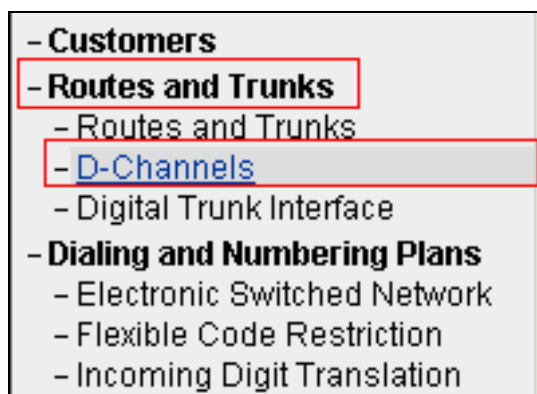 – Customers
– Routes and Trunks
– Routes and Trunks
– D-Channels
– Digital Trunk Interface
– Dialing and Numbering Plans
– Electronic Switched Network
– Flexible Code Restriction
– Incoming Digit Translation